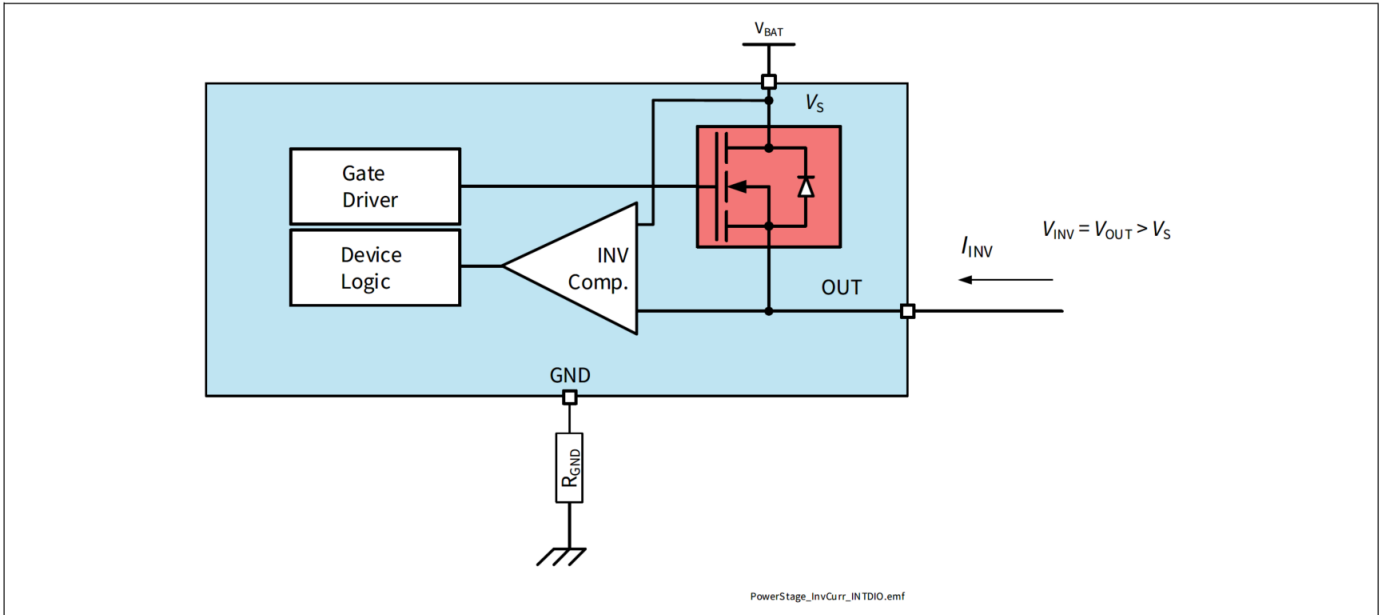 VBAT
VS
Gate
Driver
Device
Logic
INV
Comp.
OUT
IINV
VINV = VOUT > VS
GND
RGND
PowerStage_InvCurr_INTDIO.emf